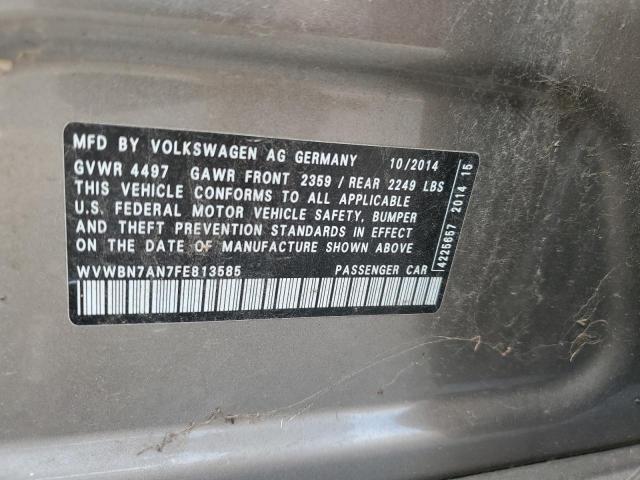 MFD BY VOLKSWAGEN AG GERMANY 10/2014
GVWR 4497 GAWR FRONT 2359 / REAR 2249 LBS
THIS VEHICLE CONFORMS TO ALL APPLICABLE
U.S. FEDERAL MOTOR VEHICLE SAFETY, BUMPER
AND THEFT PREVENTION STANDARDS IN EFFECT
ON THE DATE OF MANUFACTURE SHOWN ABOVE
WVWBN7AN7FE813585 PASSENGER CAR
4225657 2014 15